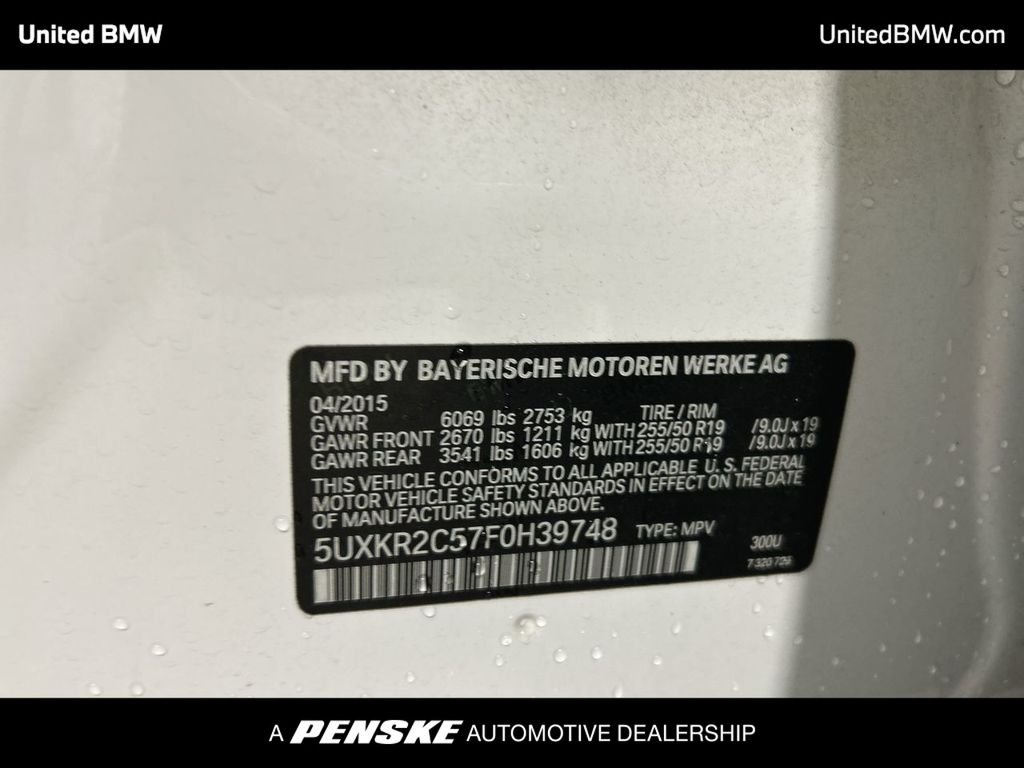 United BMW
UnitedBMW.com
MFD BY BAYERISCHE MOTOREN WERKE AG
04/2015
GVWR 6069 lbs 2753 kg TIRE / RIM
GAWR FRONT 2670 lbs 1211 kg WITH 255/50 R19 /9.0J x 19
GAWR REAR 3541 lbs 1606 kg WITH 255/50 R19 /9.0J x 19
THIS VEHICLE CONFORMS TO ALL APPLICABLE U.S. FEDERAL
MOTOR VEHICLE SAFETY STANDARDS IN EFFECT ON THE DATE
OF MANUFACTURE SHOWN ABOVE.
5UXKR2C57F0H39748 TYPE: MPV
300U
7 320 729
A PENSKE AUTOMOTIVE DEALERSHIP